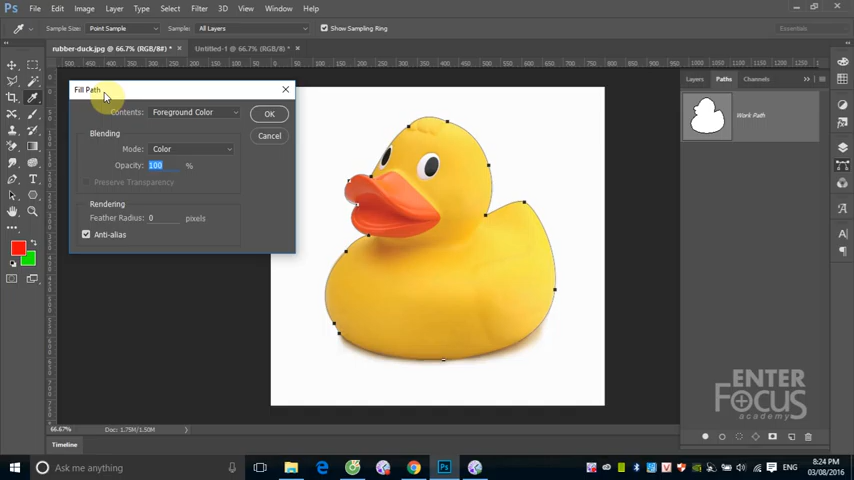 Ps File Edit Image Layer Type Select Filter 3D View Window Help
Sample Size: Point Sample Sample: All Layers Show Sampling Ring Essentials
rubber-duck.jpg @ 66.7% (RGB/8#) * × Untitled-1 @ 66.7% (RGB/8) * ×
Fill Path
Contents: Foreground Color OK
Blending Cancel
Mode: Color
Opacity: 100 %
Preserve Transparency
Rendering
Feather Radius: 0 pixels
Anti-alias
Layers Paths Channels
Work Path
ENTER
FOCUS
academy
66.67% Doc: 1.75M/1.50M
Timeline
Ask me anything
ENG
8:24 PM
03/08/2016